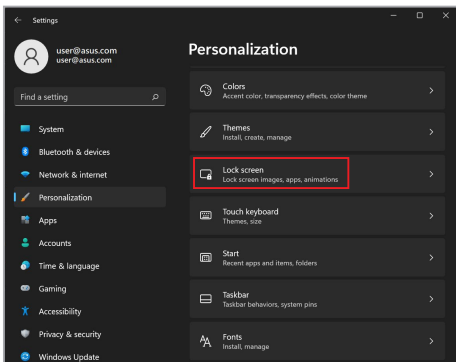 Settings
user@asus.com
user@asus.com
Find a setting
System
Bluetooth & devices
Network & internet
Personalization
Apps
Accounts
Time & language
Gaming
Accessibility
Privacy & security
Windows Update
Personalization
Colors
Accent color, transparency effects, color theme
Themes
Install, create, manage
Lock screen
Lock screen images, apps, animations
Touch keyboard
Themes, size
Start
Recent apps and items, folders
Taskbar
Taskbar behaviors, system pins
Fonts
Install, manage